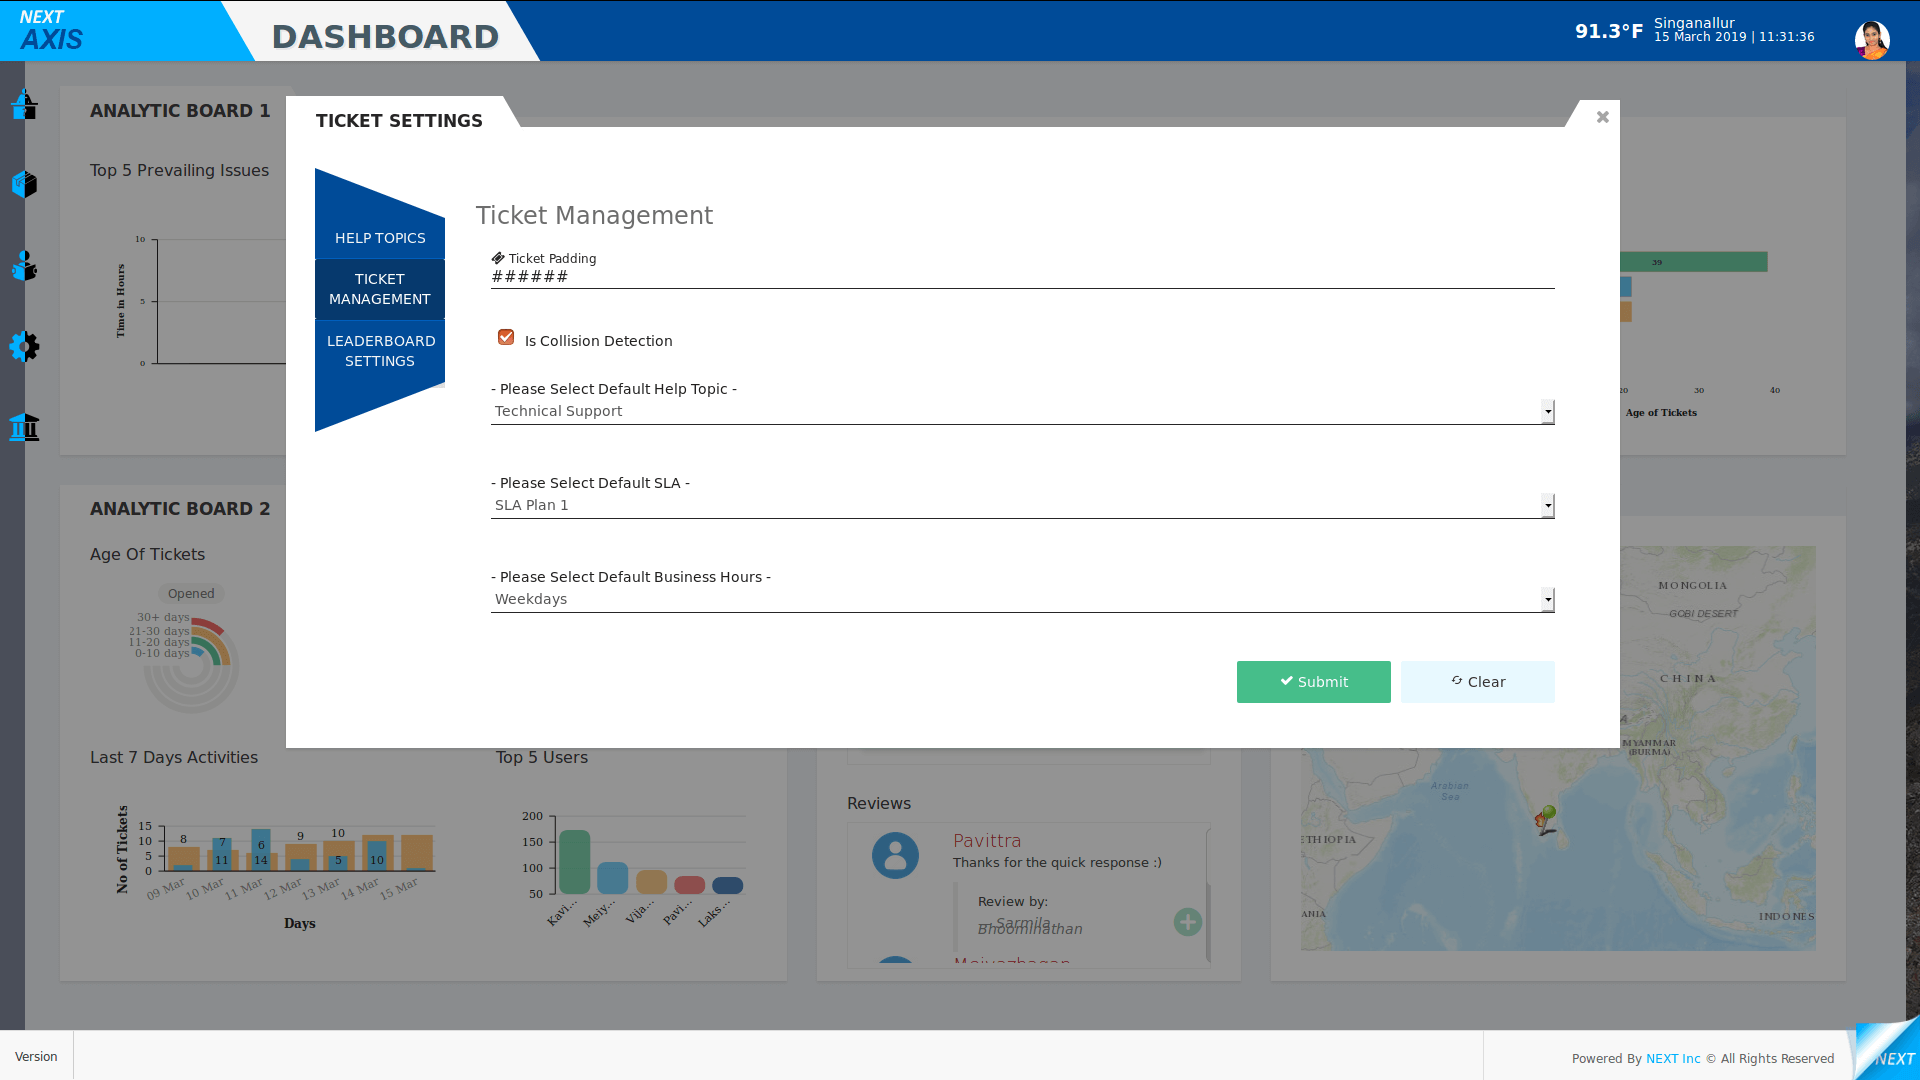 NEXT
AXIS
DASHBOARD
91.3°F
Singanallur
15 March 2019 | 11:31:36
ANALYTIC BOARD 1
Top 5 Prevailing Issues
Time in Hours
10
5
0
TICKET SETTINGS
HELP TOPICS
TICKET
MANAGEMENT
LEADERBOARD
SETTINGS
Ticket Management
Ticket Padding
######
Is Collision Detection
- Please Select Default Help Topic -
Technical Support
- Please Select Default SLA -
SLA Plan 1
- Please Select Default Business Hours -
Weekdays
Submit
Clear
39
20
30
40
Age of Tickets
ANALYTIC BOARD 2
Age Of Tickets
Opened
30+ days
21-30 days
11-20 days
0-10 days
Last 7 Days Activities
No of Tickets
15
10
5
0
8
7
11
6
14
9
10
5
10
09 Mar
10 Mar
11 Mar
12 Mar
13 Mar
14 Mar
15 Mar
Days
Top 5 Users
200
150
100
50
Kavi...
Meiy...
Vija...
Pavi...
Laks...
Reviews
Pavittra
Thanks for the quick response :)
Review by:
— Sarmila
Bhoominathan
Meiyazhagan
MONGOLIA
GOBI DESERT
CHINA
MYANMAR
(BURMA)
Arabian
Sea
ETHIOPIA
ANIA
INDONES
Version
Powered By NEXT Inc © All Rights Reserved
NEXT